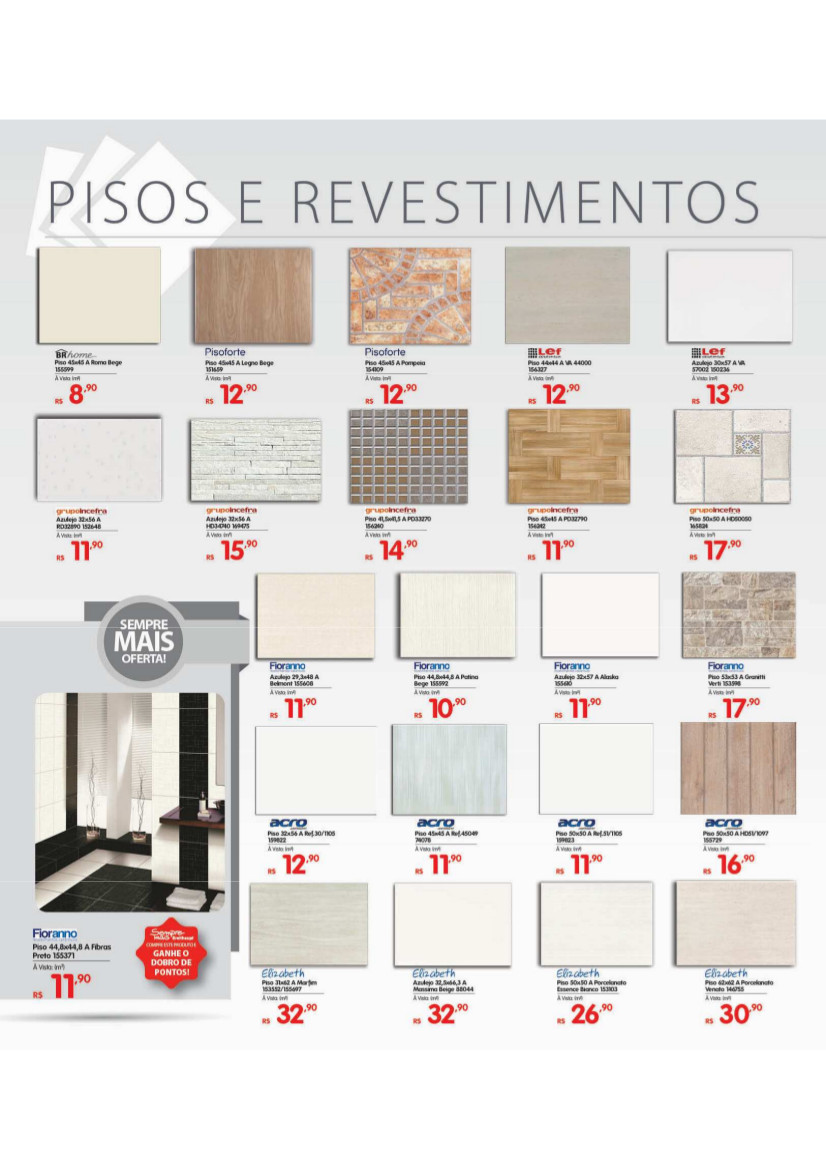 PISOS E REVESTIMENTOS
BR home
Piso 45x45 A Roma Bege
155599
À Vista: (m²)
R$ 8,90
Pisoforte
Piso 45x45 A Legno Bege
151659
À Vista: (m²)
R$ 12,90
Pisoforte
Piso 45x45 A Pompeia
154109
À Vista: (m²)
R$ 12,90
Lef
Piso 44x44 A VA 44000
156327
À Vista: (m²)
R$ 12,90
Lef
Azulejo 30x57 A VA
57002 150236
À Vista: (m²)
R$ 13,90
grupoincefra
Azulejo 32x56 A
RD32890 152648
À Vista: (m²)
R$ 11,90
grupoincefra
Azulejo 32x56 A
HD34740 169475
À Vista: (m²)
R$ 15,90
grupoincefra
Piso 41,5x41,5 A PD33270
156240
À Vista: (m²)
R$ 14,90
grupoincefra
Piso 45x45 A PD32790
156242
À Vista: (m²)
R$ 11,90
grupoincefra
Piso 50x50 A HD50050
165824
À Vista: (m²)
R$ 17,90
SEMPRE
MAIS
OFERTA!
Fioranno
Piso 44,8x44,8 A Fibras
Preto 155371
À Vista: (m²)
R$ 11,90
Sempre
COMPRE ESTE PRODUTO E
GANHE O
DOBRO DE
PONTOS!
Fioranno
Azulejo 29,3x48 A
Belmont 155608
À Vista: (m²)
R$ 11,90
Fioranno
Piso 44,8x44,8 A Patina
Bege 155592
À Vista: (m²)
R$ 10,90
Fioranno
Azulejo 32x57 A Alaska
155610
À Vista: (m²)
R$ 11,90
Fioranno
Piso 53x53 A Granitti
Verti 153598
À Vista: (m²)
R$ 17,90
acro
Piso 32x56 A Ref.30/1105
159822
À Vista: (m²)
R$ 12,90
acro
Piso 45x45 A Ref.45049
74078
À Vista: (m²)
R$ 11,90
acro
Piso 50x50 A Ref.51/1105
159823
À Vista: (m²)
R$ 11,90
acro
Piso 50x50 A HD51/1097
155729
À Vista: (m²)
R$ 16,90
Elizabeth
Piso 31x62 A Marfim
153532/155697
À Vista: (m²)
R$ 32,90
Elizabeth
Azulejo 32,5x66,3 A
Massima Bege 88044
À Vista: (m²)
R$ 32,90
Elizabeth
Piso 50x50 A Porcelanato
Essence Bianco 153103
À Vista: (m²)
R$ 26,90
Elizabeth
Piso 62x62 A Porcelanato
Venato 146755
À Vista: (m²)
R$ 30,90